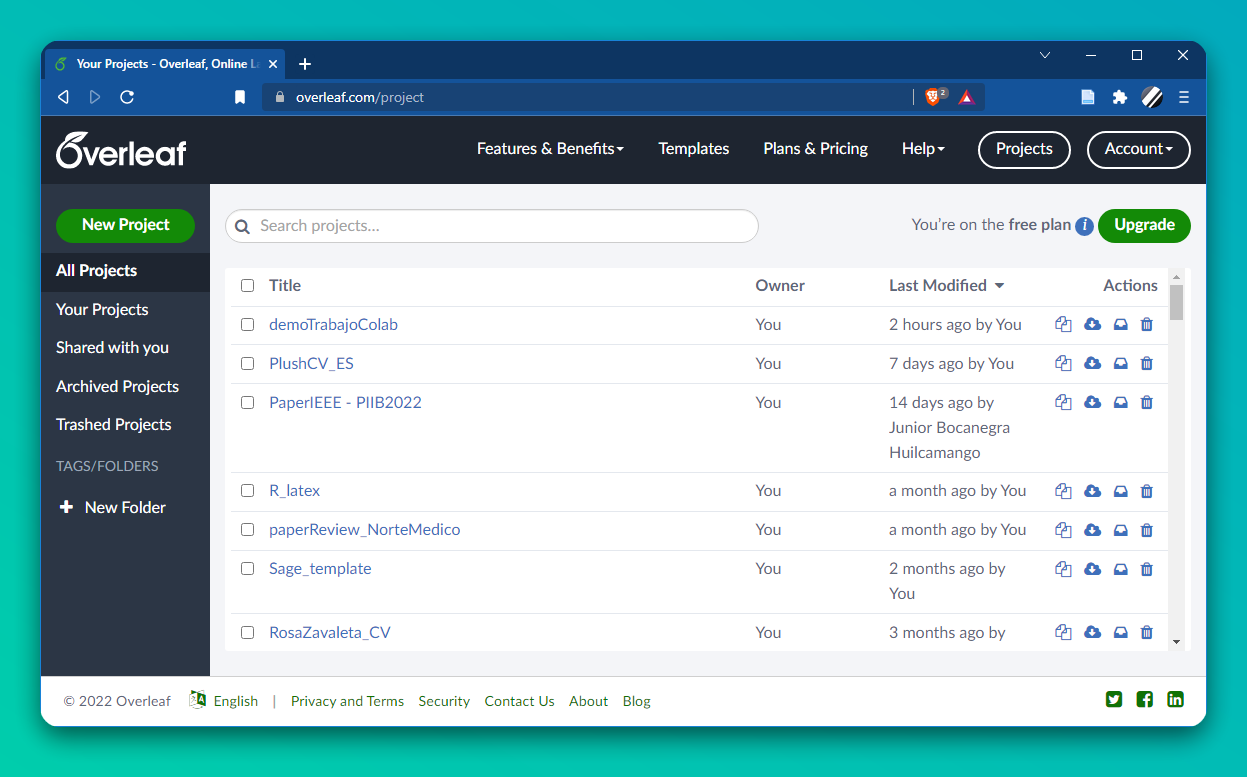 Your Projects - Overleaf, Online L
overleaf.com/project
2
Overleaf
Features & Benefits
Templates
Plans & Pricing
Help
Projects
Account
New Project
Search projects...
You're on the free plan
i
Upgrade
All Projects
Your Projects
Shared with you
Archived Projects
Trashed Projects
TAGS/FOLDERS
New Folder
Title Owner Last Modified Actions
demoTrabajoColab You 2 hours ago by You
PlushCV_ES You 7 days ago by You
PaperIEEE - PIIB2022 You 14 days ago by
Junior Bocanegra
Huilcamango
R_latex You a month ago by You
paperReview_NorteMedico You a month ago by You
Sage_template You 2 months ago by
You
RosaZavaleta_CV You 3 months ago by
© 2022 Overleaf
English | Privacy and Terms Security Contact Us About Blog